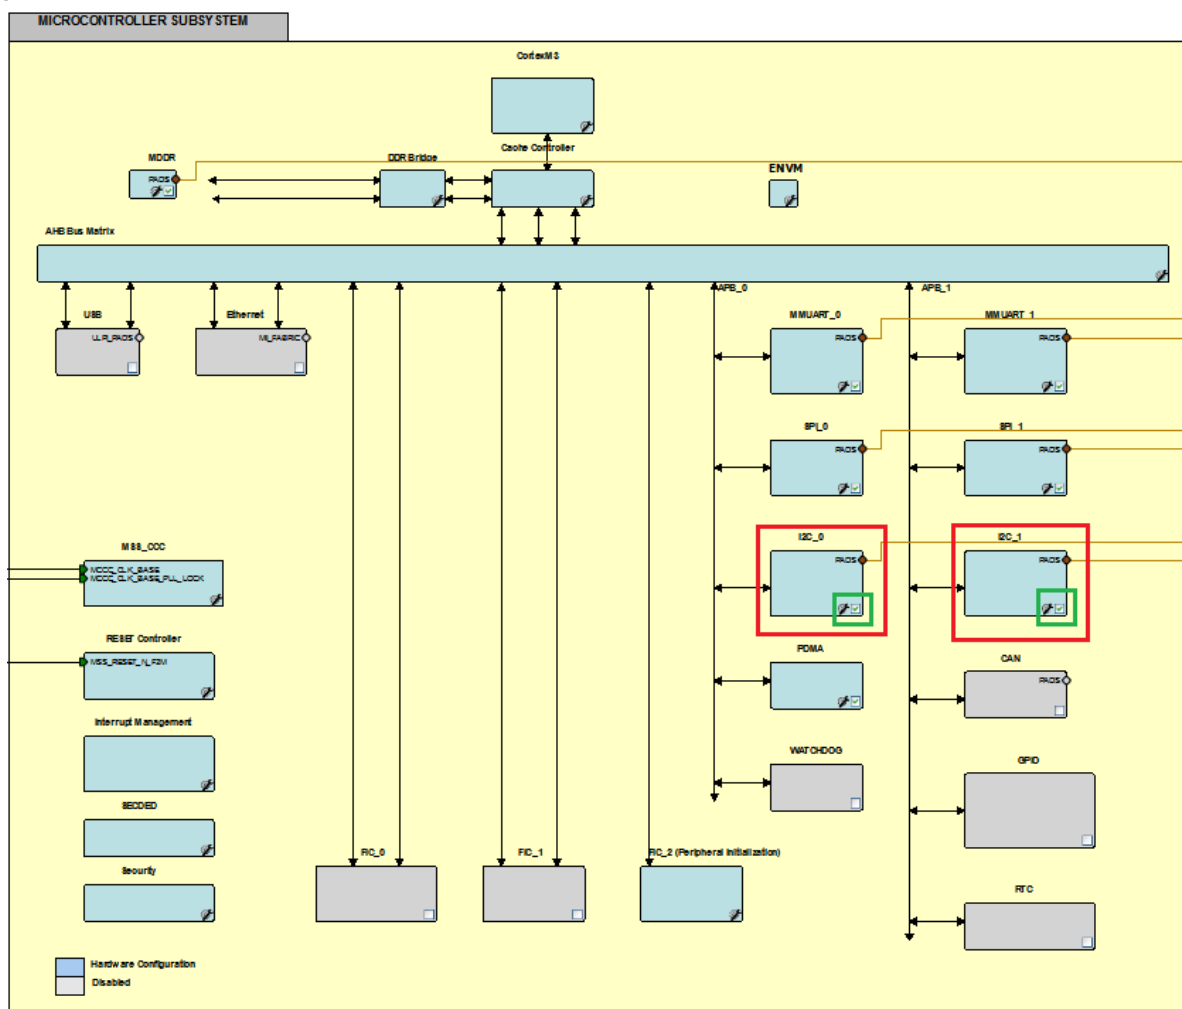 MICROCONTROLLER SUBSYSTEM
CortexM3
Cache Controller
MDDR
PADS
DDR Bridge
ENVM
AHB Bus Matrix
APB_0
APB_1
USB
ULPI_PADS
Ethernet
MI_FABRIC
MMUART_0
PADS
MMUART_1
PADS
SPI_0
PADS
SPI_1
PADS
I2C_0
PADS
I2C_1
PADS
MSS_CCC
MCCC_CLK_BASE
MCCC_CLK_BASE_PLL_LOCK
RESET Controller
MSS_RESET_N_F2M
PDMA
CAN
PADS
Interrupt Management
WATCHDOG
GPIO
SECDED
Security
FIC_0
FIC_1
FIC_2 (Peripheral Initialization)
RTC
Hardware Configuration
Disabled